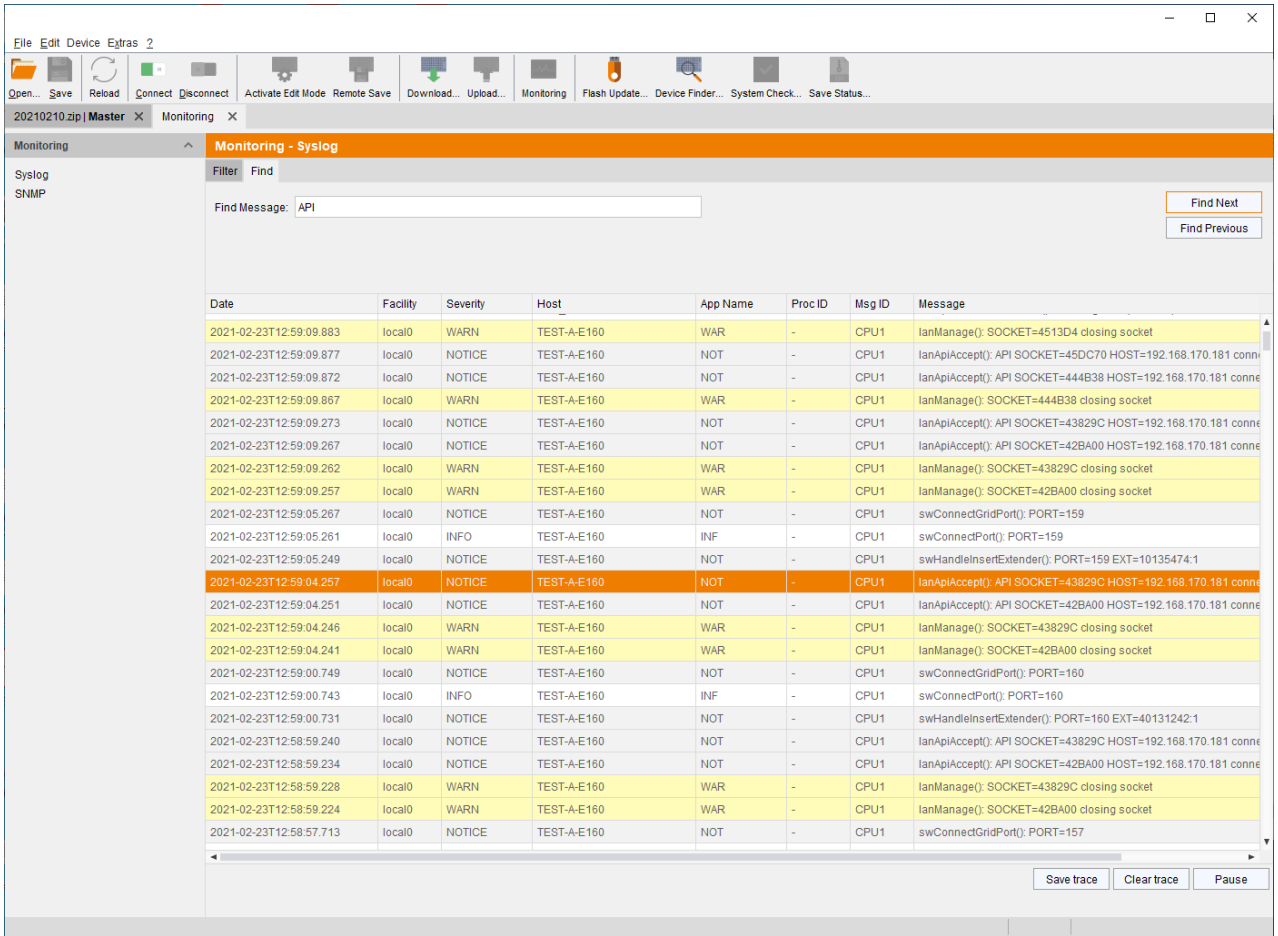 File Edit Device Extras ?
Open... Save Reload Connect Disconnect Activate Edit Mode Remote Save Download... Upload... Monitoring Flash Update... Device Finder... System Check... Save Status...
20210210.zip | Master Monitoring
Monitoring
Syslog
SNMP
Monitoring - Syslog
Filter Find
Find Message: API
Find Next
Find Previous
Date Facility Severity Host App Name Proc ID Msg ID Message
2021-02-23T12:59:09.883 local0 WARN TEST-A-E160 WAR - CPU1 lanManage(): SOCKET=4513D4 closing socket
2021-02-23T12:59:09.877 local0 NOTICE TEST-A-E160 NOT - CPU1 lanApiAccept(): API SOCKET=45DC70 HOST=192.168.170.181 conn
2021-02-23T12:59:09.872 local0 NOTICE TEST-A-E160 NOT - CPU1 lanApiAccept(): API SOCKET=444B38 HOST=192.168.170.181 conne
2021-02-23T12:59:09.867 local0 WARN TEST-A-E160 WAR - CPU1 lanManage(): SOCKET=444B38 closing socket
2021-02-23T12:59:09.273 local0 NOTICE TEST-A-E160 NOT - CPU1 lanApiAccept(): API SOCKET=43829C HOST=192.168.170.181 conne
2021-02-23T12:59:09.267 local0 NOTICE TEST-A-E160 NOT - CPU1 lanApiAccept(): API SOCKET=42BA00 HOST=192.168.170.181 conne
2021-02-23T12:59:09.262 local0 WARN TEST-A-E160 WAR - CPU1 lanManage(): SOCKET=43829C closing socket
2021-02-23T12:59:09.257 local0 WARN TEST-A-E160 WAR - CPU1 lanManage(): SOCKET=42BA00 closing socket
2021-02-23T12:59:05.267 local0 NOTICE TEST-A-E160 NOT - CPU1 swConnectGridPort(): PORT=159
2021-02-23T12:59:05.261 local0 INFO TEST-A-E160 INF - CPU1 swConnectPort(): PORT=159
2021-02-23T12:59:05.249 local0 NOTICE TEST-A-E160 NOT - CPU1 swHandleInsertExtender(): PORT=159 EXT=10135474:1
2021-02-23T12:59:04.257 local0 NOTICE TEST-A-E160 NOT - CPU1 lanApiAccept(): API SOCKET=43829C HOST=192.168.170.181 conne
2021-02-23T12:59:04.251 local0 NOTICE TEST-A-E160 NOT - CPU1 lanApiAccept(): API SOCKET=42BA00 HOST=192.168.170.181 conne
2021-02-23T12:59:04.246 local0 WARN TEST-A-E160 WAR - CPU1 lanManage(): SOCKET=43829C closing socket
2021-02-23T12:59:04.241 local0 WARN TEST-A-E160 WAR - CPU1 lanManage(): SOCKET=42BA00 closing socket
2021-02-23T12:59:00.749 local0 NOTICE TEST-A-E160 NOT - CPU1 swConnectGridPort(): PORT=160
2021-02-23T12:59:00.743 local0 INFO TEST-A-E160 INF - CPU1 swConnectPort(): PORT=160
2021-02-23T12:59:00.731 local0 NOTICE TEST-A-E160 NOT - CPU1 swHandleInsertExtender(): PORT=160 EXT=40131242:1
2021-02-23T12:58:59.240 local0 NOTICE TEST-A-E160 NOT - CPU1 lanApiAccept(): API SOCKET=43829C HOST=192.168.170.181 conne
2021-02-23T12:58:59.234 local0 NOTICE TEST-A-E160 NOT - CPU1 lanApiAccept(): API SOCKET=42BA00 HOST=192.168.170.181 conne
2021-02-23T12:58:59.228 local0 WARN TEST-A-E160 WAR - CPU1 lanManage(): SOCKET=43829C closing socket
2021-02-23T12:58:59.224 local0 WARN TEST-A-E160 WAR - CPU1 lanManage(): SOCKET=42BA00 closing socket
2021-02-23T12:58:57.713 local0 NOTICE TEST-A-E160 NOT - CPU1 swConnectGridPort(): PORT=157
Save trace Clear trace Pause